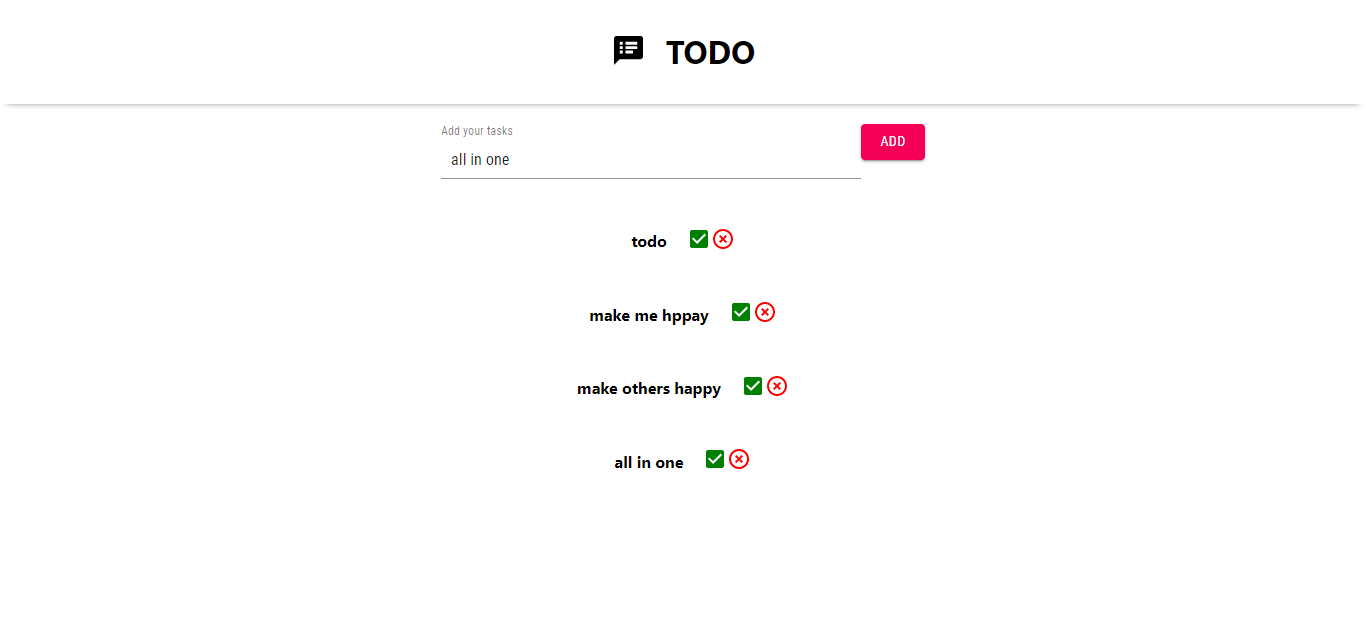 TODO
Add your tasks
all in one
ADD
todo
make me hppay
make others happy
all in one